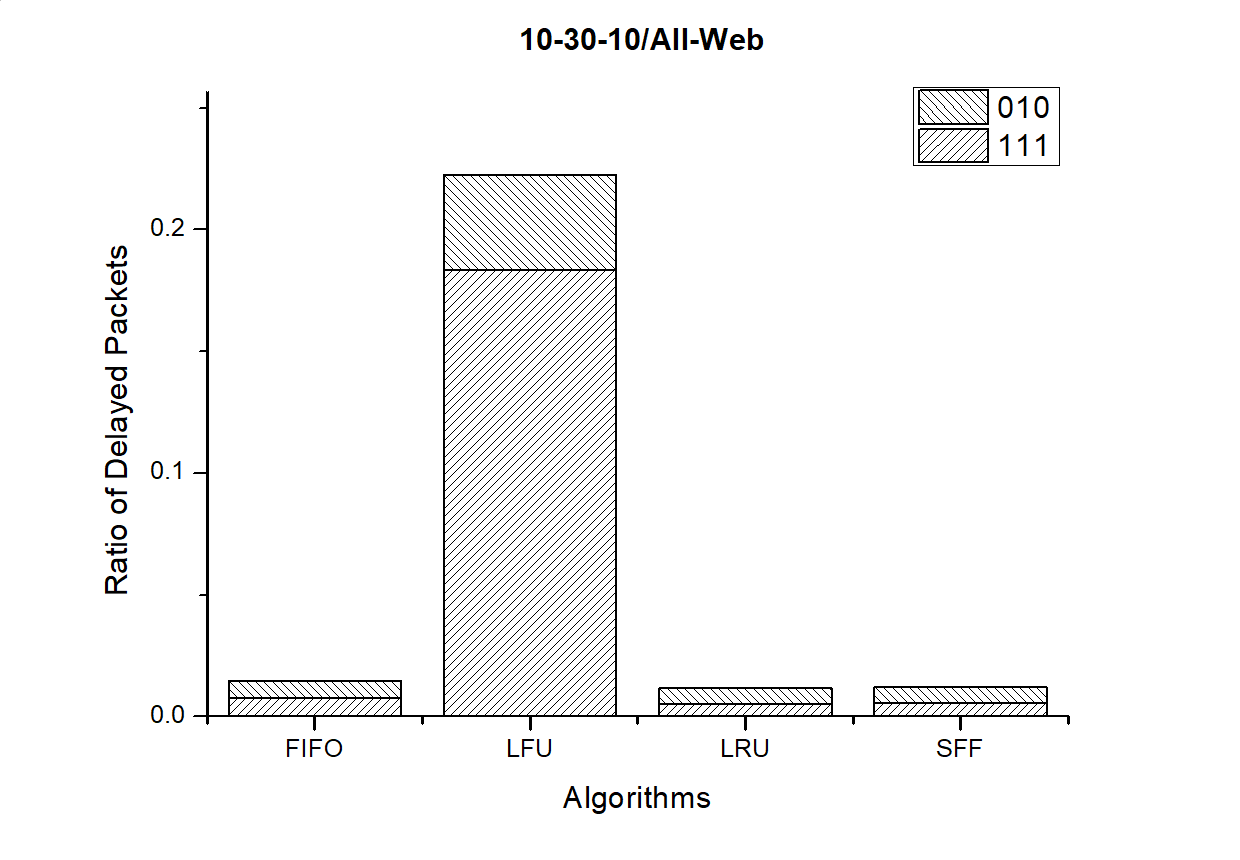 10-30-10/All-Web
010
111
Ratio of Delayed Packets
0.2
0.1
0.0
FIFO LFU LRU SFF
Algorithms